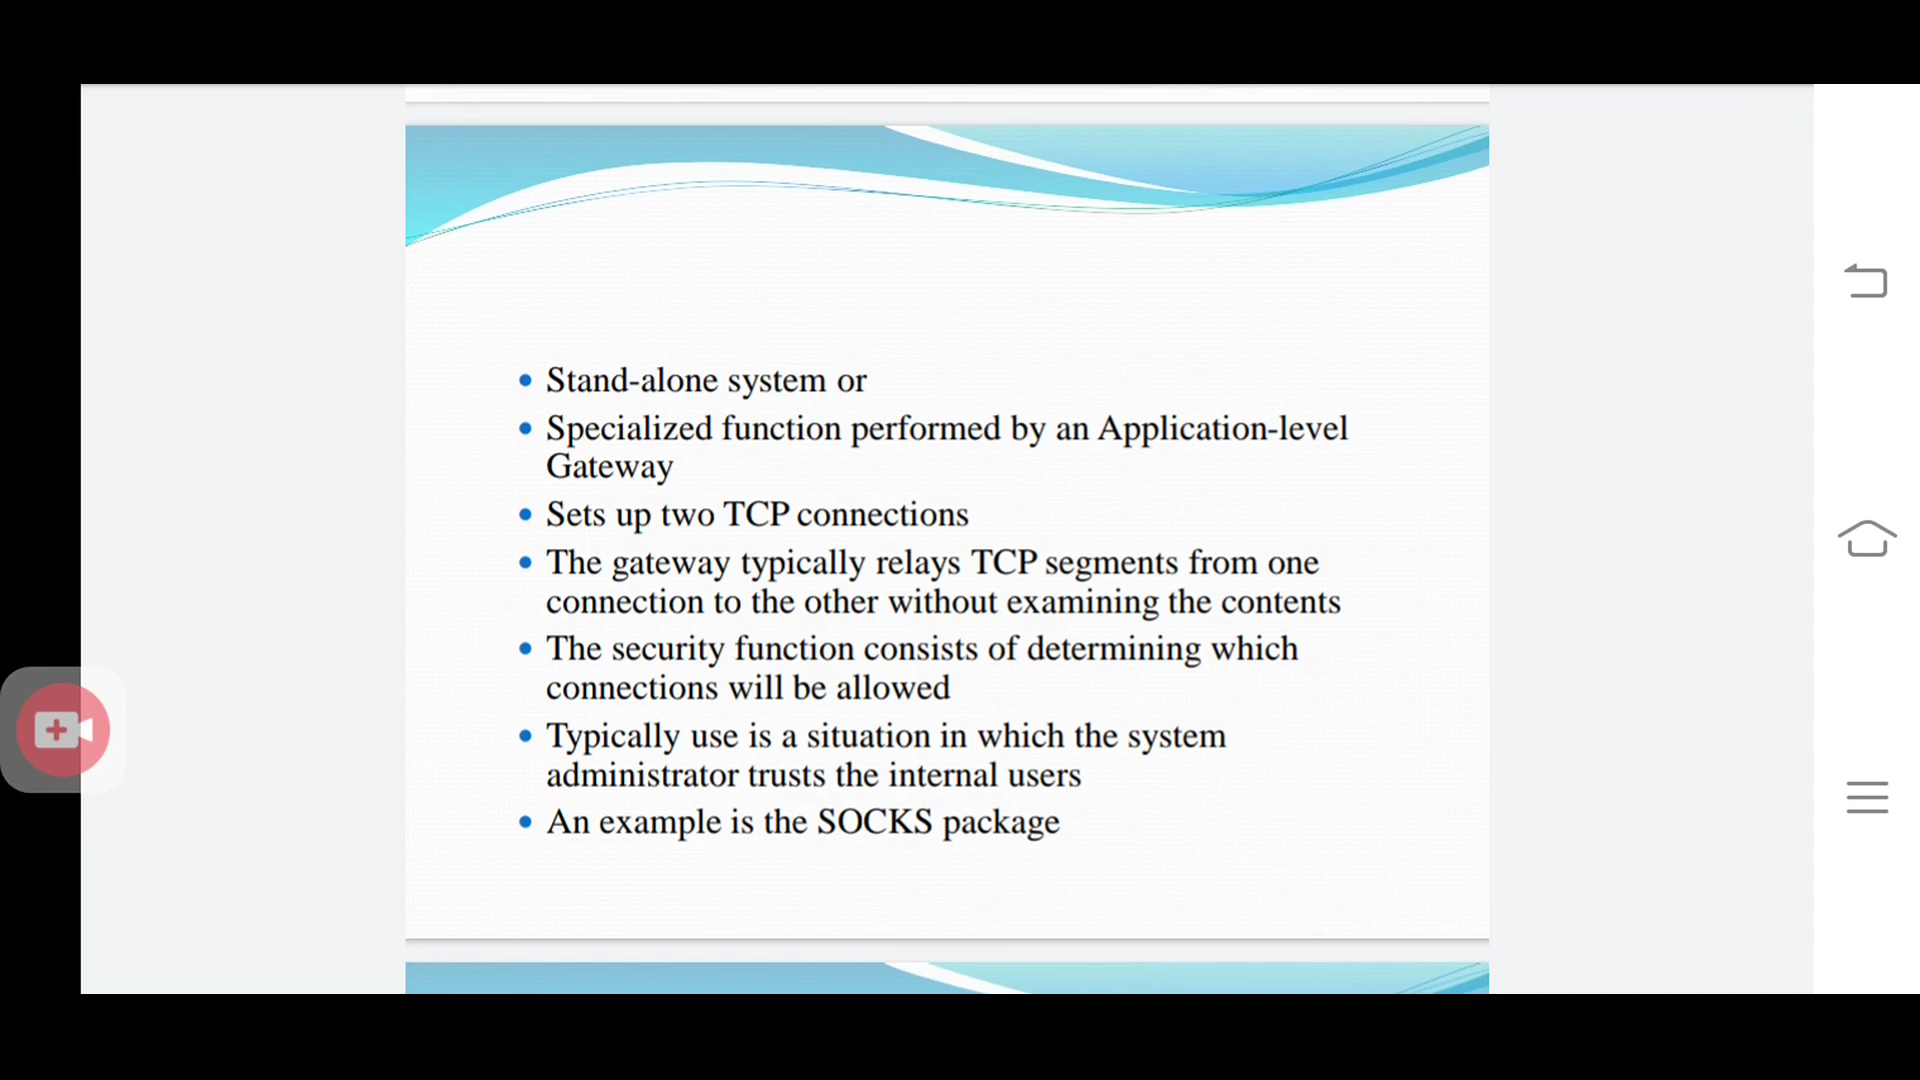 Stand-alone system or
Specialized function performed by an Application-level
Gateway
Sets up two TCP connections
The gateway typically relays TCP segments from one
connection to the other without examining the contents
The security function consists of determining which
connections will be allowed
Typically use is a situation in which the system
administrator trusts the internal users
An example is the SOCKS package